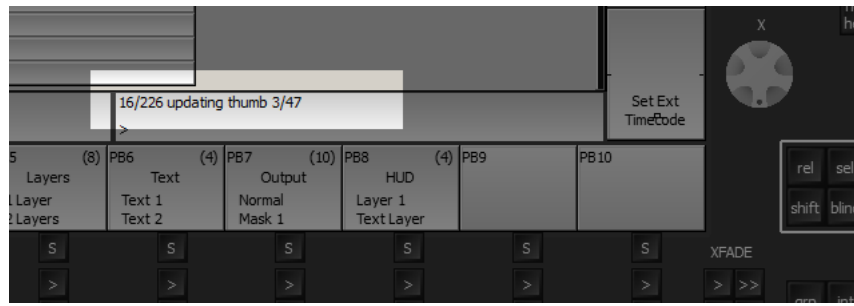 X
16/226 updating thumb 3/47
>
Set Ext
Timecode
(8) PB6 (4) PB7 (10) PB8 (4) PB9 PB10
Layers Text Output HUD
Layer Text 1 Normal Layer 1
Layers Text 2 Mask 1 Text Layer
rel sel
shift blin
S S S S S S XFADE
> > > > > > > >>